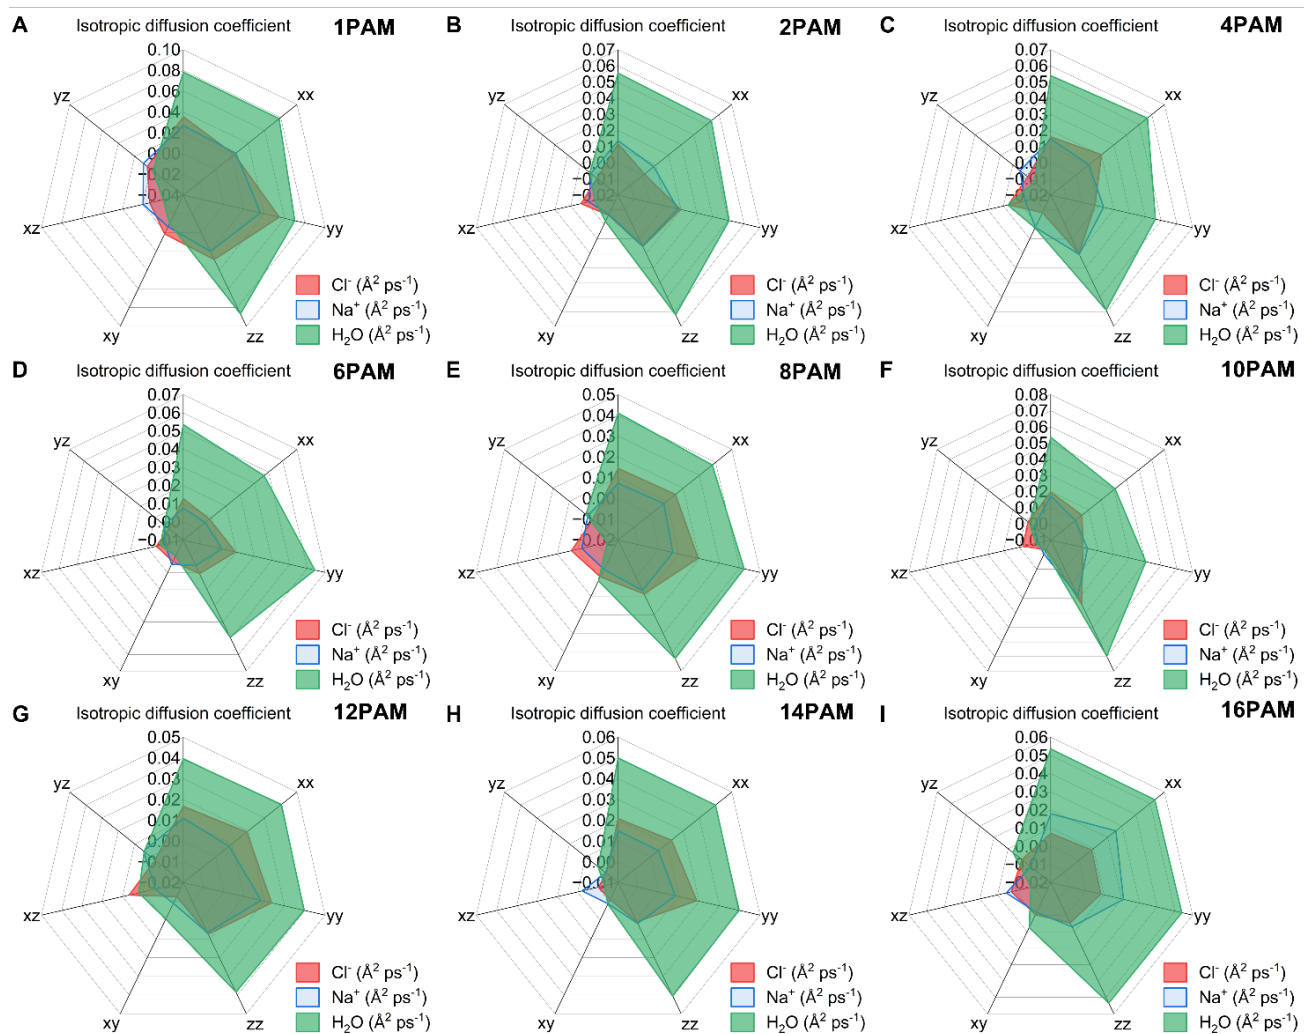 A Isotropic diffusion coefficient 1PAM
0.10
0.08
0.06
0.04
0.02
0.00
−0.02
−0.04
yz
xx
xz
yy
xy
zz
Cl⁻ (Å² ps⁻¹)
Na⁺ (Å² ps⁻¹)
H₂O (Å² ps⁻¹)
B Isotropic diffusion coefficient 2PAM
0.07
0.06
0.05
0.04
0.03
0.02
0.01
0.00
−0.01
−0.02
yz
xx
xz
yy
xy
zz
Cl⁻ (Å² ps⁻¹)
Na⁺ (Å² ps⁻¹)
H₂O (Å² ps⁻¹)
C Isotropic diffusion coefficient 4PAM
0.07
0.06
0.05
0.04
0.03
0.02
0.01
0.00
−0.01
−0.02
yz
xx
xz
yy
xy
zz
Cl⁻ (Å² ps⁻¹)
Na⁺ (Å² ps⁻¹)
H₂O (Å² ps⁻¹)
D Isotropic diffusion coefficient 6PAM
0.07
0.06
0.05
0.04
0.03
0.02
0.01
0.00
−0.01
yz
xx
xz
yy
xy
zz
Cl⁻ (Å² ps⁻¹)
Na⁺ (Å² ps⁻¹)
H₂O (Å² ps⁻¹)
E Isotropic diffusion coefficient 8PAM
0.05
0.04
0.03
0.02
0.01
0.00
−0.01
−0.02
yz
xx
xz
yy
xy
zz
Cl⁻ (Å² ps⁻¹)
Na⁺ (Å² ps⁻¹)
H₂O (Å² ps⁻¹)
F Isotropic diffusion coefficient 10PAM
0.08
0.07
0.06
0.05
0.04
0.03
0.02
0.01
0.00
−0.01
yz
xx
xz
yy
xy
zz
Cl⁻ (Å² ps⁻¹)
Na⁺ (Å² ps⁻¹)
H₂O (Å² ps⁻¹)
G Isotropic diffusion coefficient 12PAM
0.05
0.04
0.03
0.02
0.01
0.00
−0.01
−0.02
yz
xx
xz
yy
xy
zz
Cl⁻ (Å² ps⁻¹)
Na⁺ (Å² ps⁻¹)
H₂O (Å² ps⁻¹)
H Isotropic diffusion coefficient 14PAM
0.06
0.05
0.04
0.03
0.02
0.01
0.00
−0.01
yz
xx
xz
yy
xy
zz
Cl⁻ (Å² ps⁻¹)
Na⁺ (Å² ps⁻¹)
H₂O (Å² ps⁻¹)
I Isotropic diffusion coefficient 16PAM
0.06
0.05
0.04
0.03
0.02
0.01
0.00
−0.01
−0.02
yz
xx
xz
yy
xy
zz
Cl⁻ (Å² ps⁻¹)
Na⁺ (Å² ps⁻¹)
H₂O (Å² ps⁻¹)